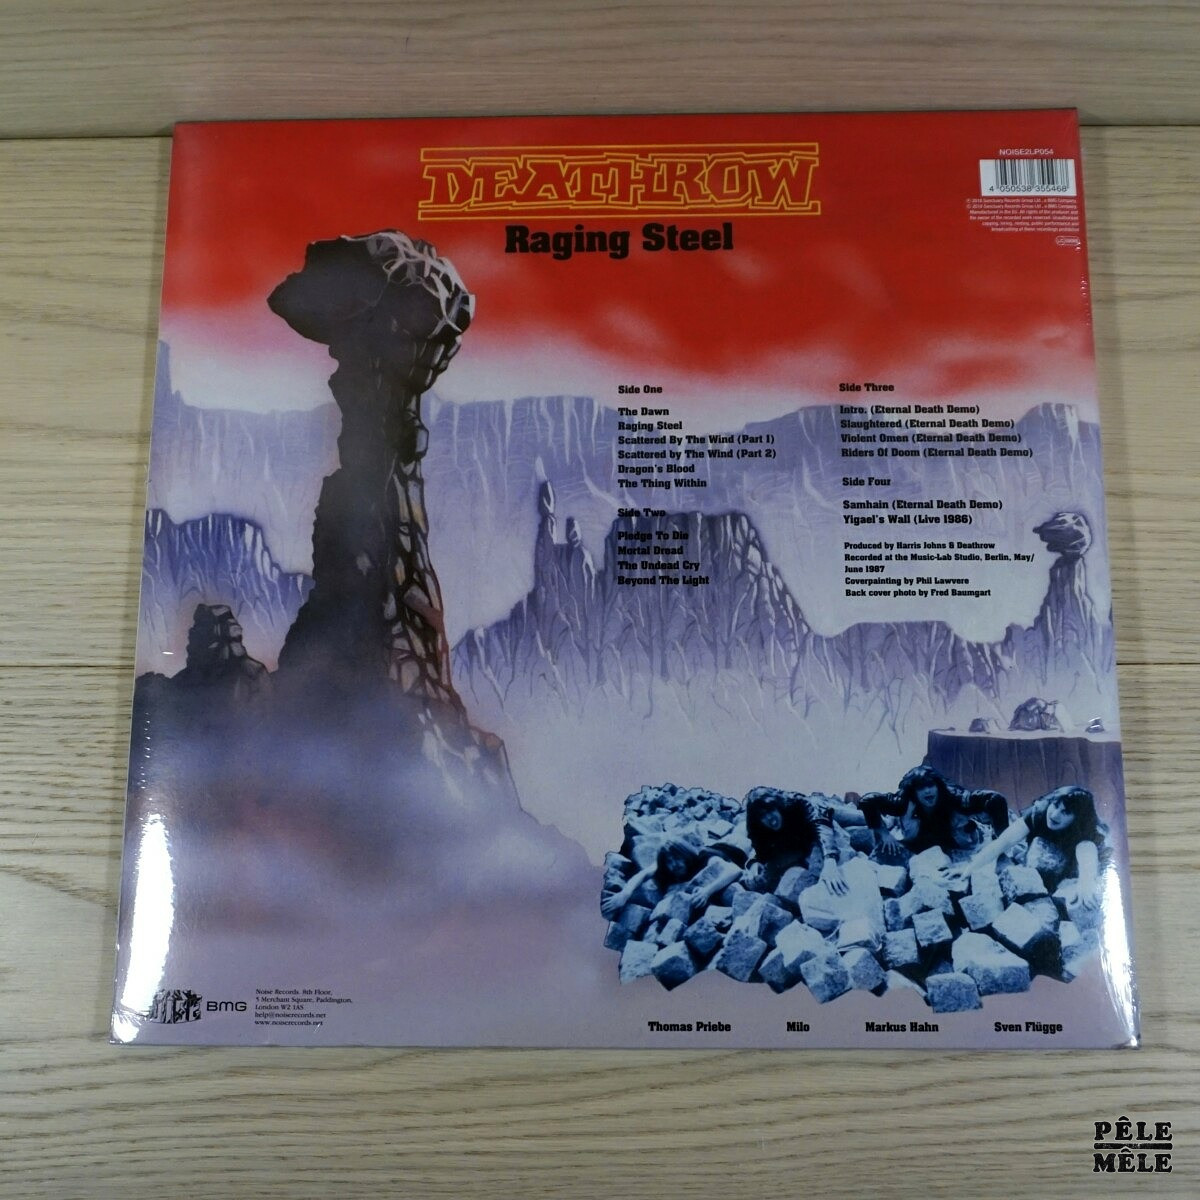 NOISE2LP054
4 050538 355468
DEATHROW
Raging Steel
Side One
The Dawn
Raging Steel
Scattered By The Wind (Part 1)
Scattered by The Wind (Part 2)
Dragon's Blood
The Thing Within
Side Two
Pledge To Die
Mortal Dread
The Undead Cry
Beyond The Light
Side Three
Intro. (Eternal Death Demo)
Slaughtered (Eternal Death Demo)
Violent Omen (Eternal Death Demo)
Riders Of Doom (Eternal Death Demo)
Side Four
Samhain (Eternal Death Demo)
Yigael's Wall (Live 1986)
Produced by Harris Johns & Deathrow
Recorded at the Music-Lab Studio, Berlin, May/
June 1987
Coverpainting by Phil Lawvere
Back cover photo by Fred Baumgart
Thomas Priebe Milo Markus Hahn Sven Flügge
BMG
Noise Records. 8th Floor,
5 Merchant Square, Paddington,
London W2 1AS
help@noiserecords.net
www.noiserecords.net
PÊLE
MÊLE